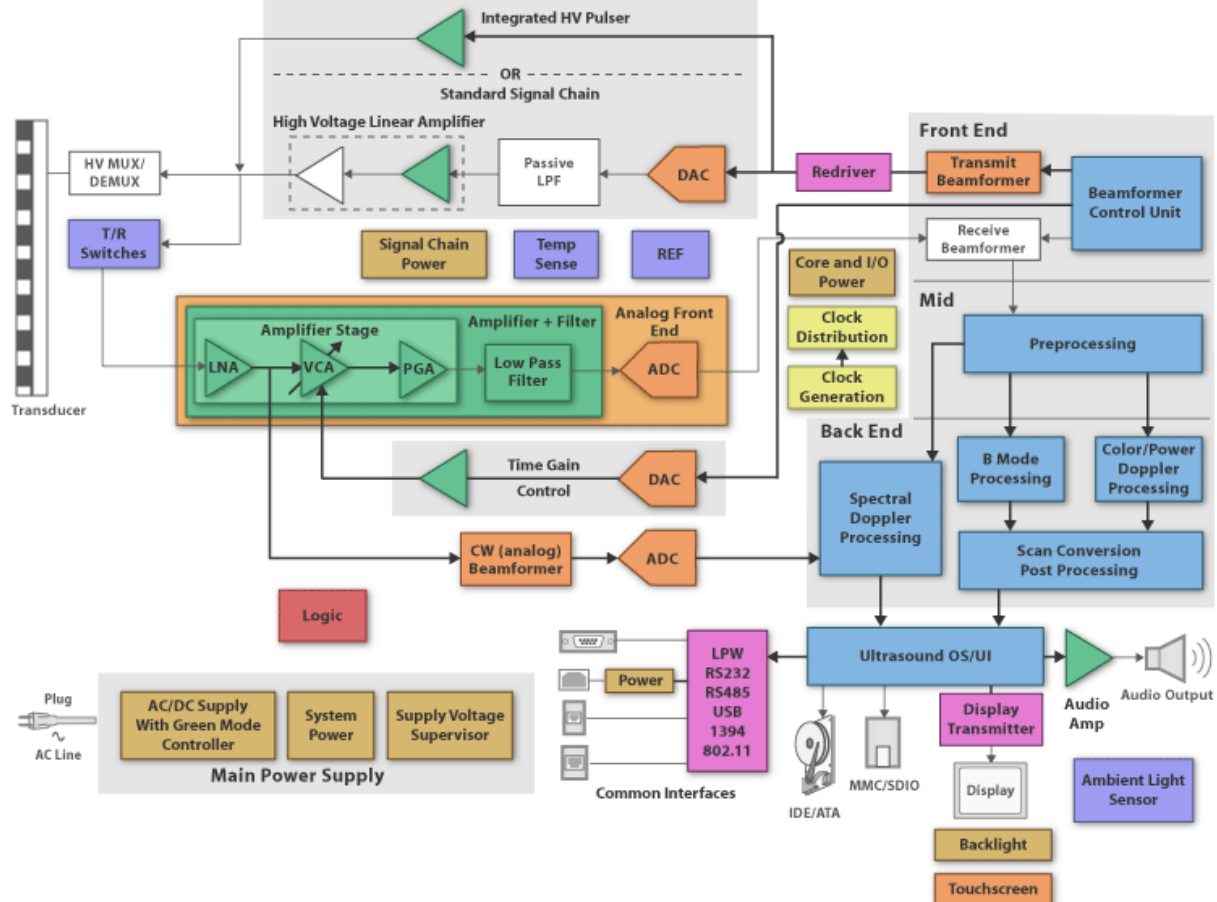 Integrated HV Pulser
OR
Standard Signal Chain
High Voltage Linear Amplifier
Front End
HV MUX/
DEMUX
Passive
LPF
DAC
Redriver
Transmit
Beamformer
Beamformer
Control Unit
T/R
Switches
Signal Chain
Power
Temp
Sense
REF
Receive
Beamformer
Core and I/O
Power
Mid
Amplifier Stage
Amplifier + Filter
Analog Front
End
Clock
Distribution
Preprocessing
LNA
VCA
PGA
Low Pass
Filter
ADC
Clock
Generation
Transducer
Back End
Time Gain
Control
DAC
B Mode
Processing
Color/Power
Doppler
Processing
Spectral
Doppler
Processing
CW (analog)
Beamformer
ADC
Scan Conversion
Post Processing
Logic
LPW
RS232
RS485
USB
1394
802.11
Ultrasound OS/UI
Power
Audio
Amp
Audio Output
Plug
AC Line
AC/DC Supply
With Green Mode
Controller
System
Power
Supply Voltage
Supervisor
Main Power Supply
Common Interfaces
IDE/ATA
MMC/SDIO
Display
Transmitter
Display
Ambient Light
Sensor
Backlight
Touchscreen